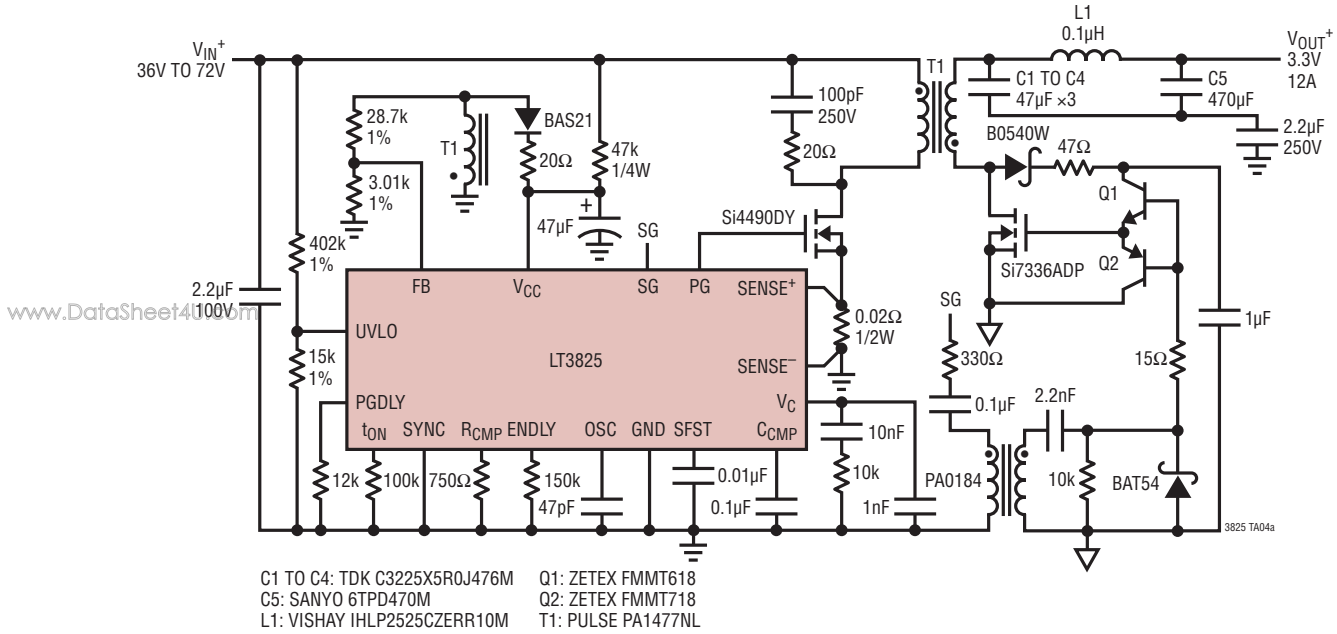 L1
0.1µH
VIN+
36V TO 72V
VOUT+
3.3V
12A
T1
C1 TO C4
47µF ×3
C5
470µF
100pF
250V
28.7k
1%
BAS21
T1
20Ω
47k
1/4W
20Ω
B0540W
47Ω
2.2µF
250V
3.01k
1%
Q1
47µF
+
SG
Si4490DY
402k
1%
Si7336ADP
Q2
2.2µF
100V
www.DataSheet4U.com
FB
VCC
SG
PG
SENSE+
SG
0.02Ω
1/2W
1µF
UVLO
LT3825
15k
1%
SENSE–
330Ω
15Ω
PGDLY
VC
0.1µF
2.2nF
tON
SYNC
RCMP
ENDLY
OSC
GND
SFST
CCMP
10nF
12k
100k
750Ω
150k
47pF
0.01µF
0.1µF
10k
1nF
PA0184
10k
BAT54
3825 TA04a
C1 TO C4: TDK C3225X5R0J476M
C5: SANYO 6TPD470M
L1: VISHAY IHLP2525CZERR10M
Q1: ZETEX FMMT618
Q2: ZETEX FMMT718
T1: PULSE PA1477NL